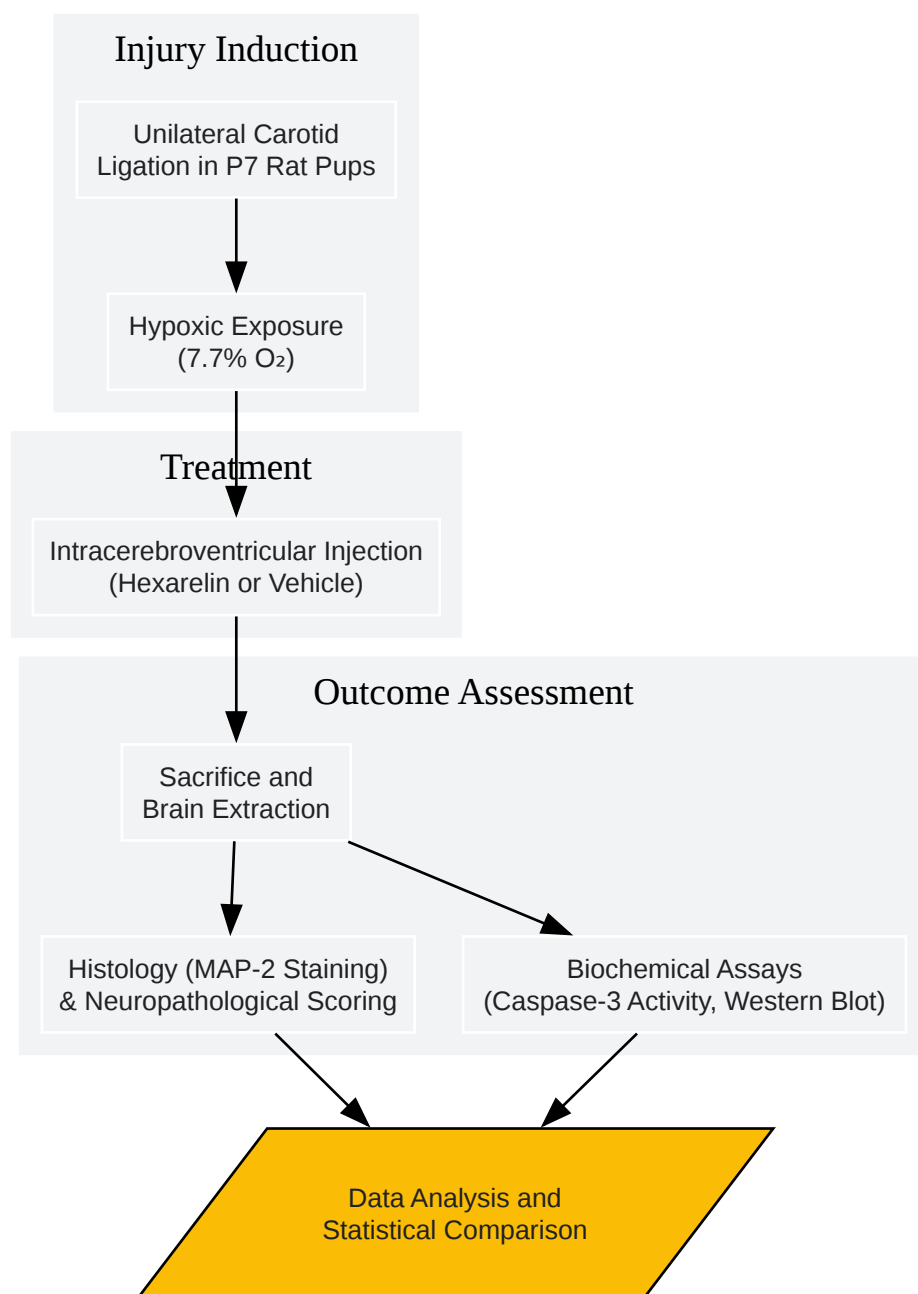 Injury Induction
Unilateral Carotid
Ligation in P7 Rat Pups
Hypoxic Exposure
(7.7% O₂)
Treatment
Intracerebroventricular Injection
(Hexarelin or Vehicle)
Outcome Assessment
Sacrifice and
Brain Extraction
Histology (MAP-2 Staining)
& Neuropathological Scoring
Biochemical Assays
(Caspase-3 Activity, Western Blot)
Data Analysis and
Statistical Comparison